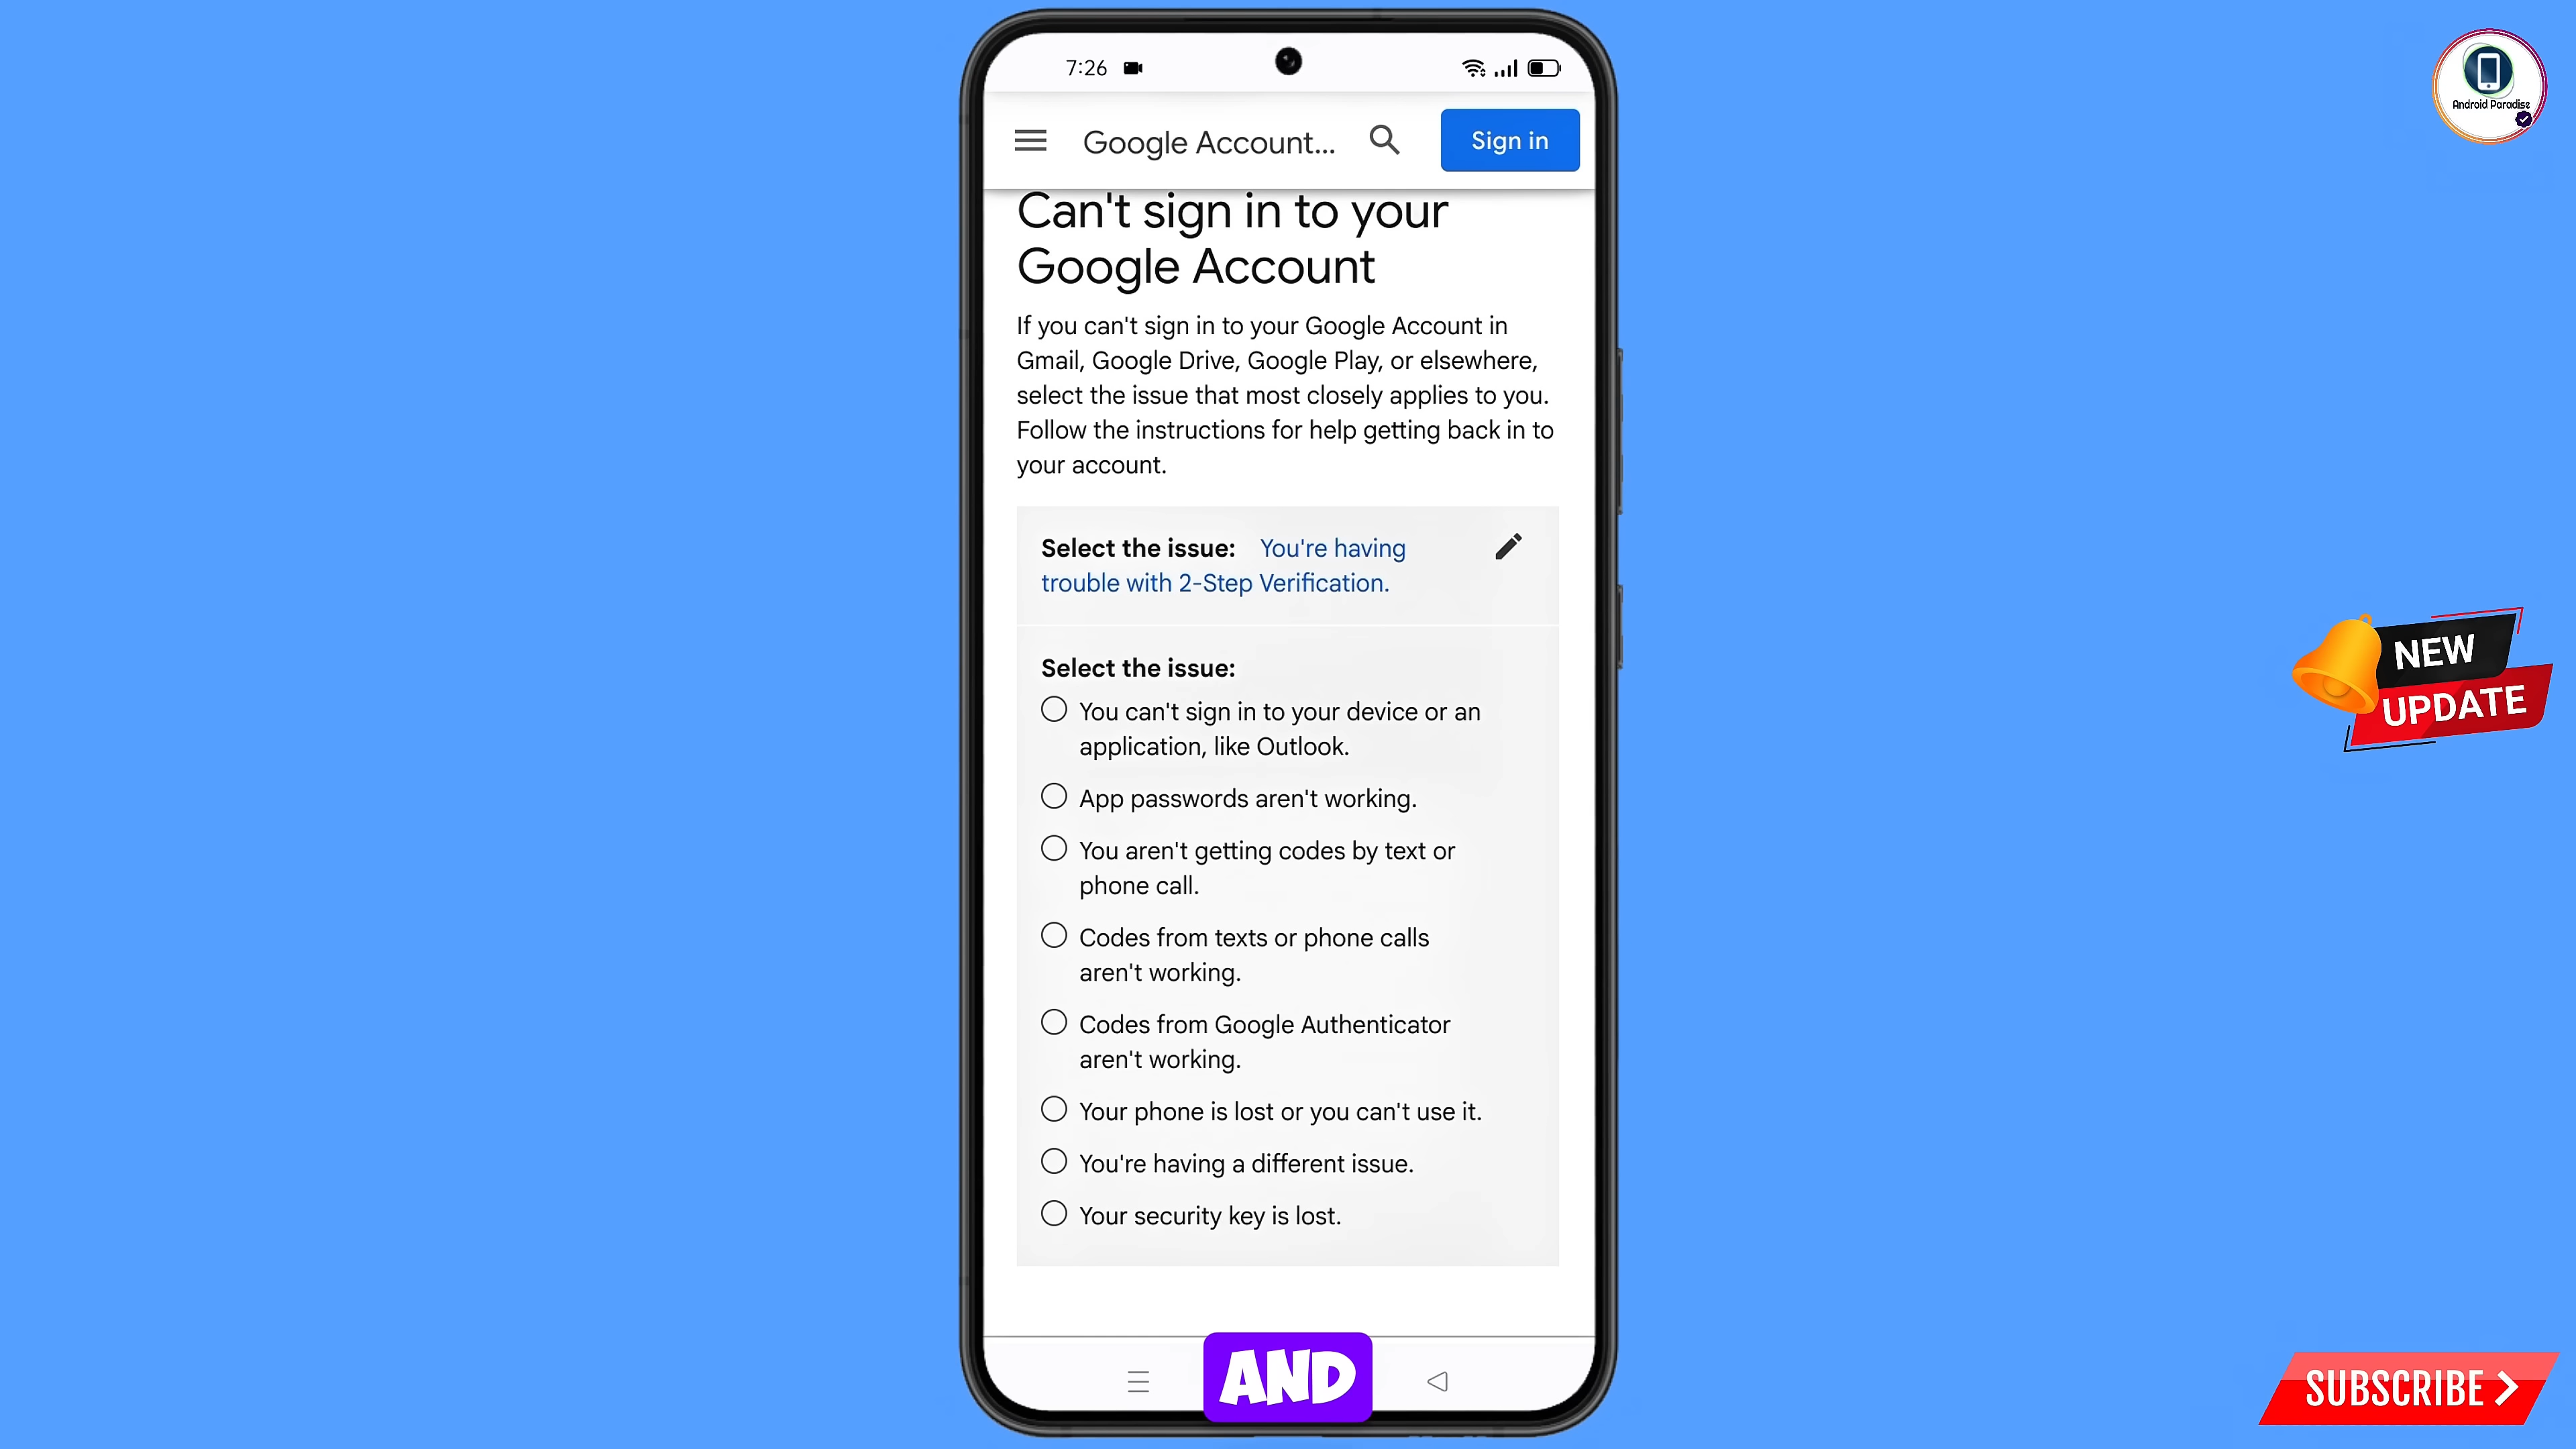 7:26
Google Account...
Sign in
Can't sign in to your
Google Account
If you can't sign in to your Google Account in
Gmail, Google Drive, Google Play, or elsewhere,
select the issue that most closely applies to you.
Follow the instructions for help getting back in to
your account.
Select the issue: You're having
trouble with 2-Step Verification.
Select the issue:
You can't sign in to your device or an
application, like Outlook.
App passwords aren't working.
You aren't getting codes by text or
phone call.
Codes from texts or phone calls
aren't working.
Codes from Google Authenticator
aren't working.
Your phone is lost or you can't use it.
You're having a different issue.
Your security key is lost.
AND
Android Paradise
NEW
UPDATE
SUBSCRIBE